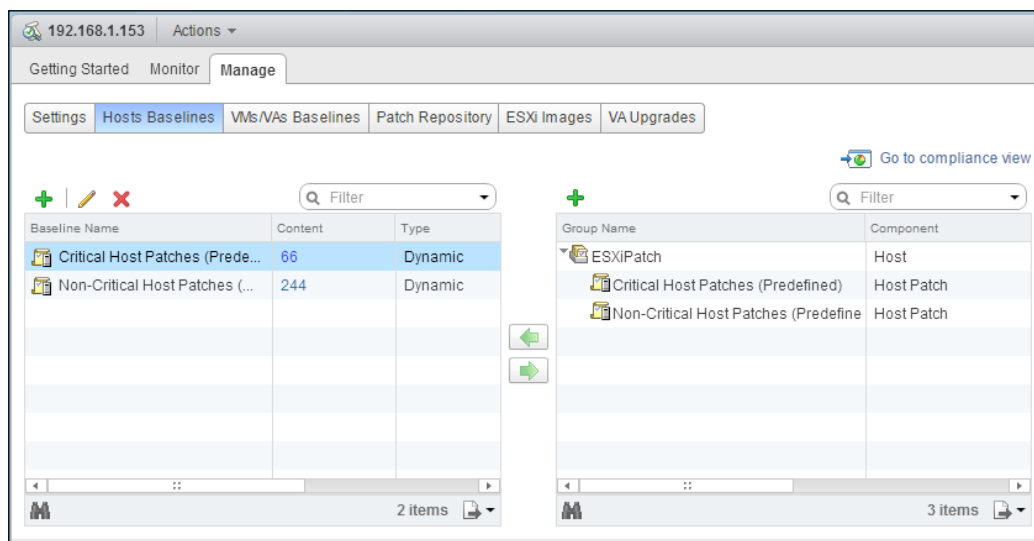 192.168.1.153 Actions
Getting Started Monitor Manage
Settings Hosts Baselines VMs/VAs Baselines Patch Repository ESXi Images VA Upgrades
Go to compliance view
Filter
Baseline Name Content Type
Critical Host Patches (Prede... 66 Dynamic
Non-Critical Host Patches (... 244 Dynamic
2 items
Filter
Group Name Component
ESXiPatch Host
Critical Host Patches (Predefined) Host Patch
Non-Critical Host Patches (Predefine Host Patch
3 items